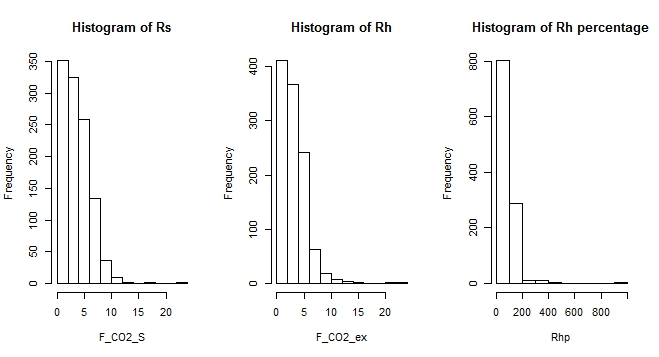 Histogram of Rs
Frequency
0 50 100 150 200 250 300 350
0 5 10 15 20
F_CO2_S
Histogram of Rh
Frequency
0 100 200 300 400
0 5 10 15 20
F_CO2_ex
Histogram of Rh percentage
Frequency
0 200 400 600 800
0 200 400 600 800
Rhp